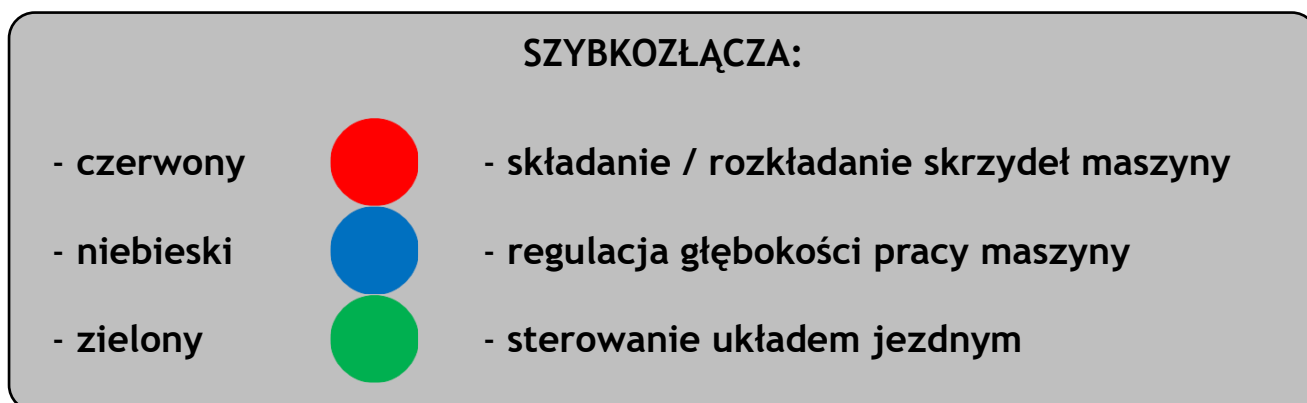 SZYBKOZŁĄCZA:
- czerwony - składanie / rozkładanie skrzydeł maszyny
- niebieski - regulacja głębokości pracy maszyny
- zielony - sterowanie układem jezdnym